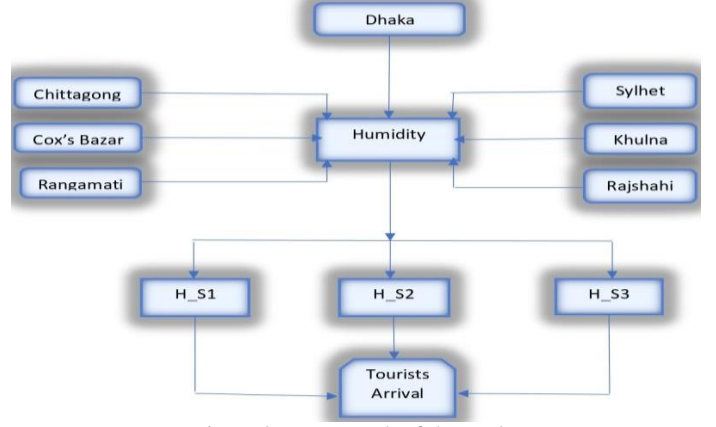 Dhaka
Chittagong
Sylhet
Humidity
Cox's Bazar
Khulna
Rangamati
Rajshahi
H_S1
H_S2
H_S3
Tourists
Arrival